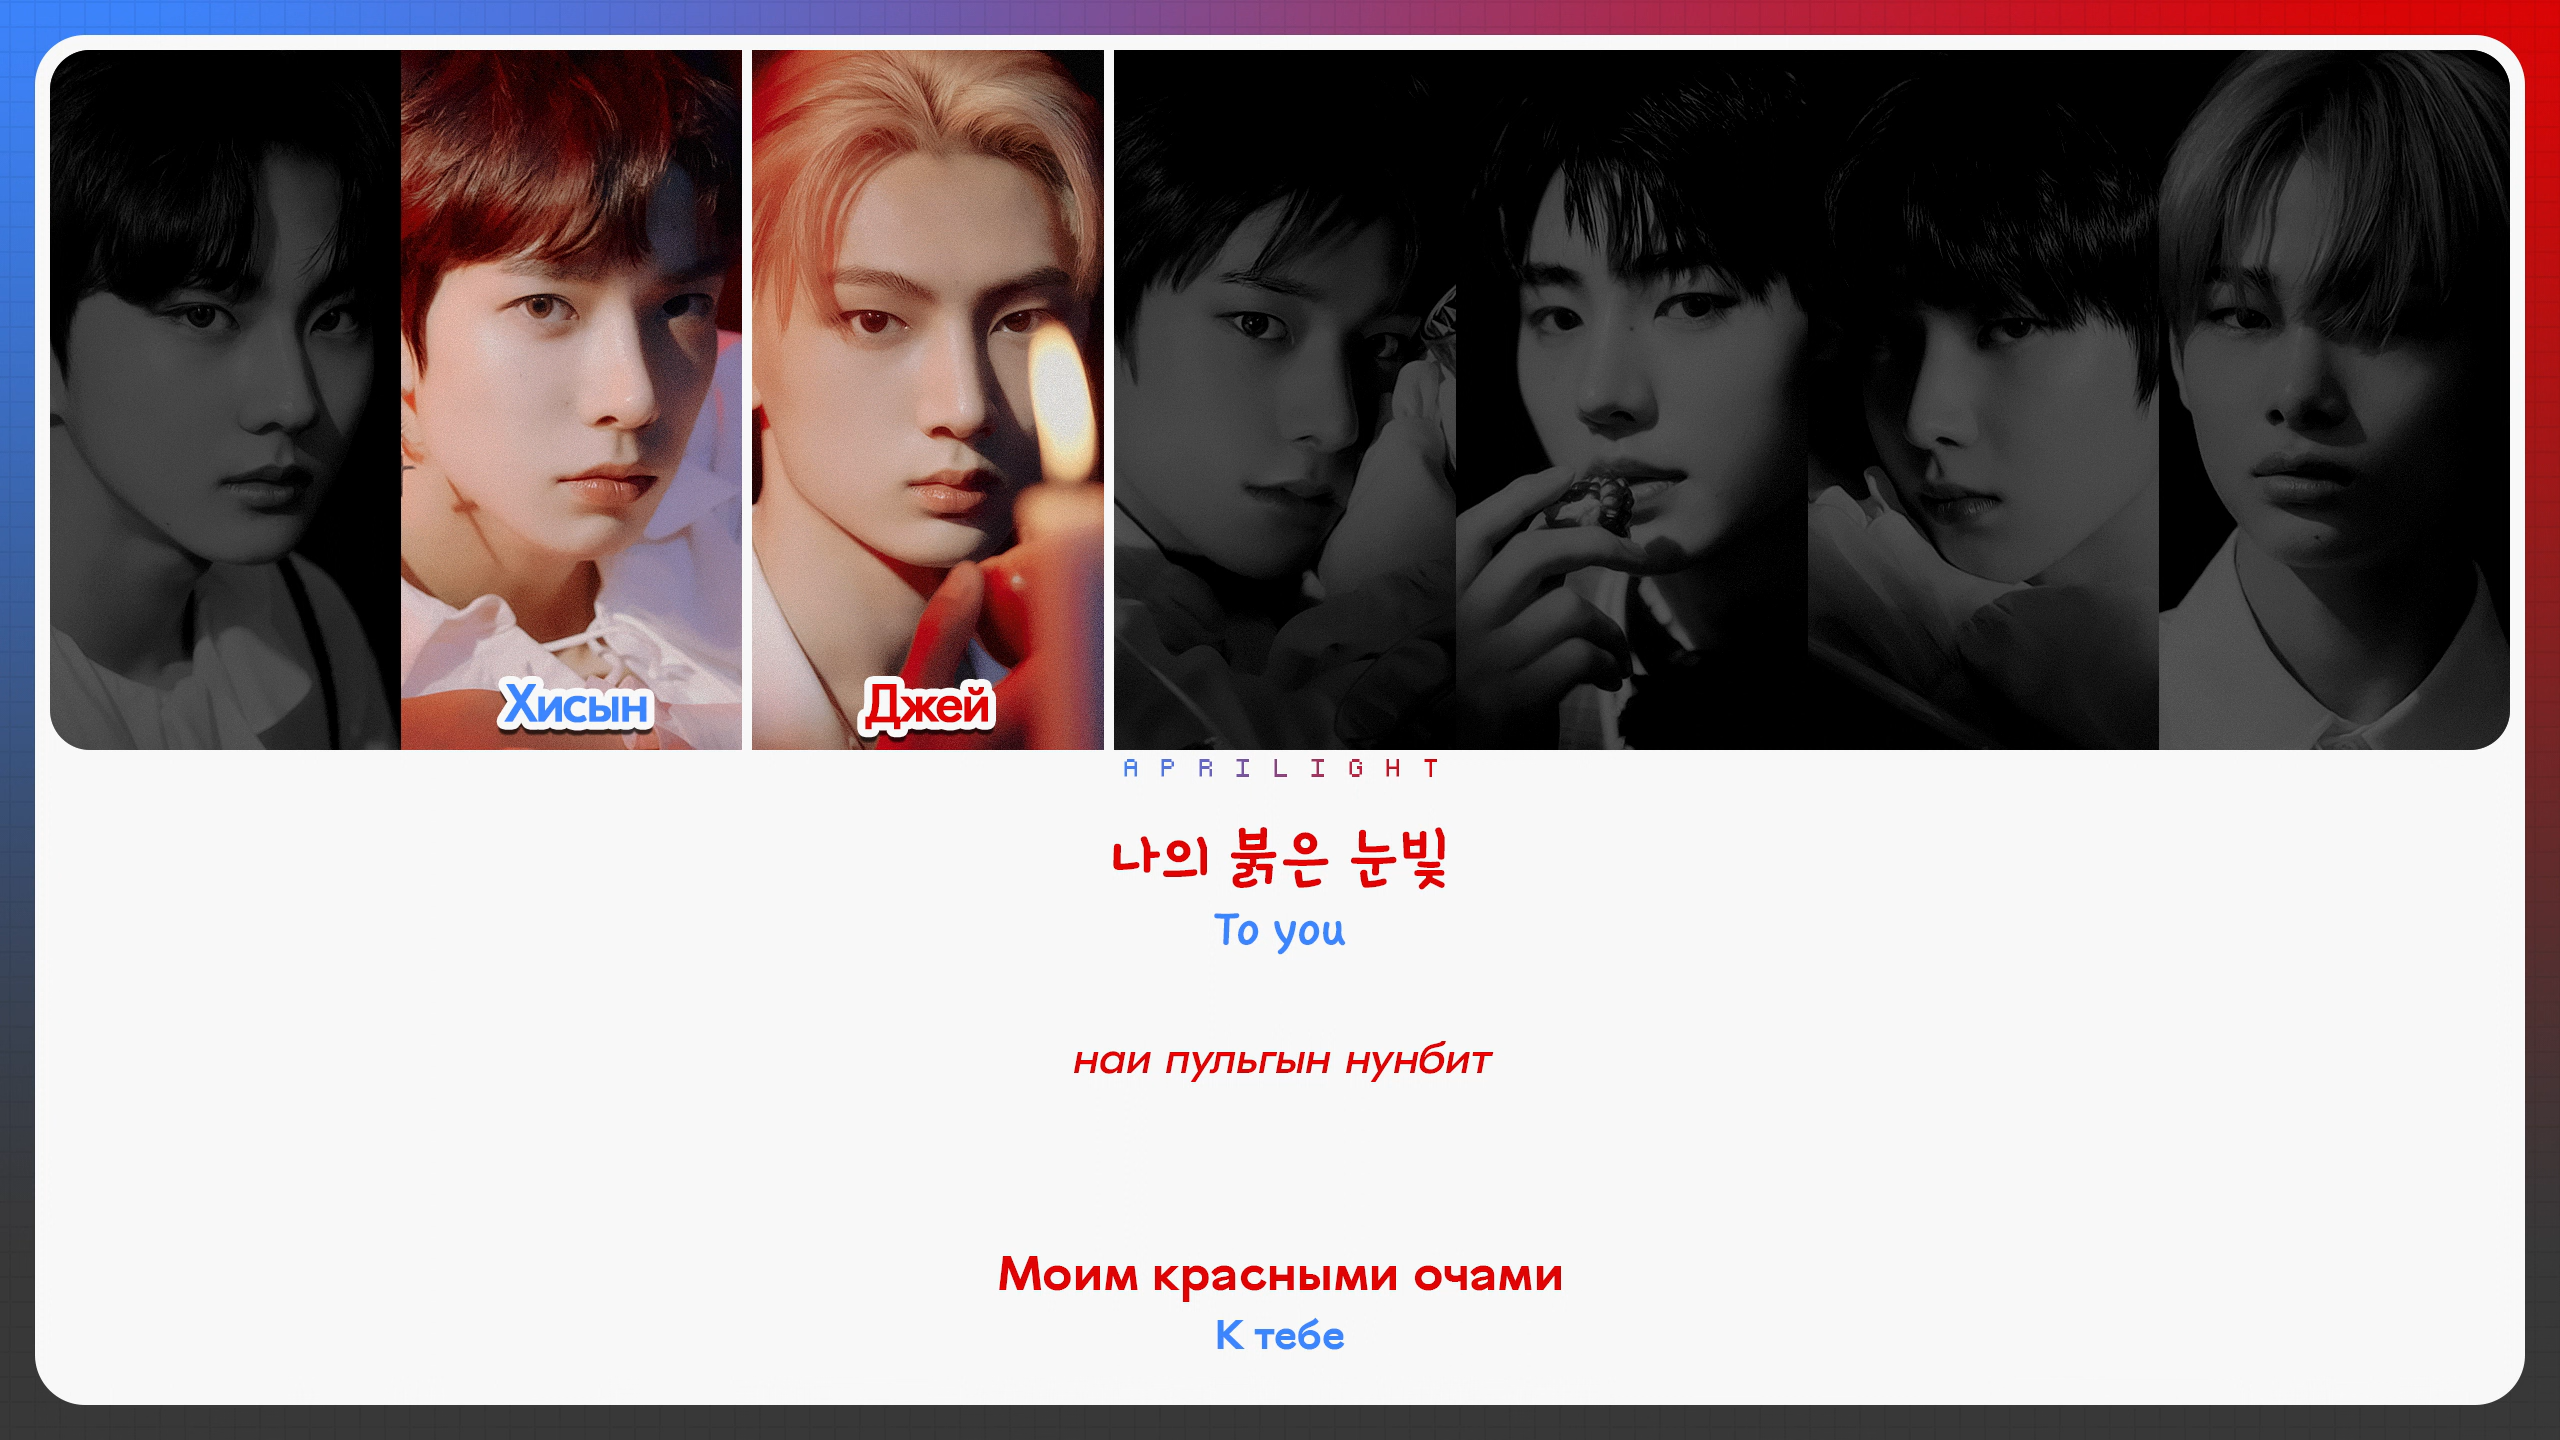 Хисын
Джей
APRILIGHT
나의 붉은 눈빛
To you
наи пульгын нунбит
Моим красными очами
К тебе